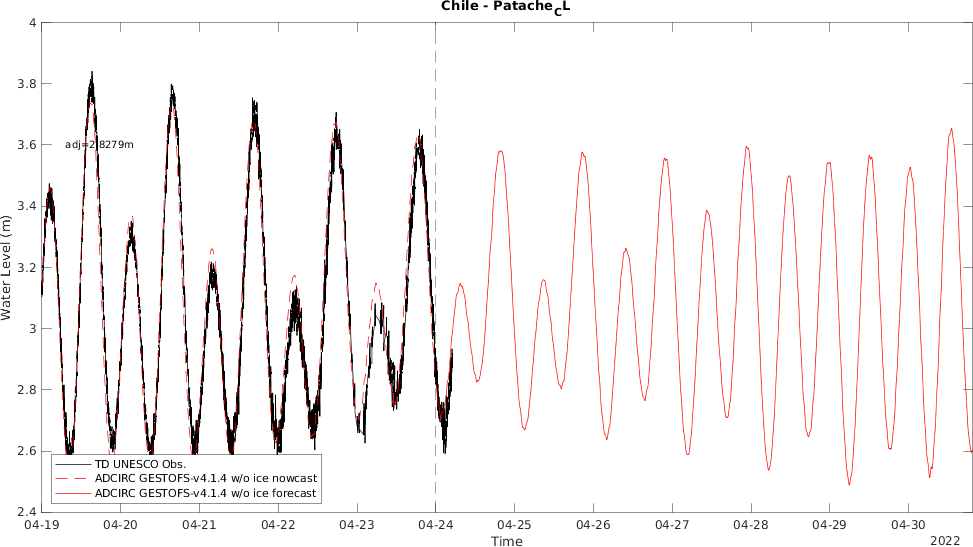 Chile - Patache_CL
4
3.8
3.6
3.4
3.2
3
2.8
2.6
2.4
Water Level (m)
adj=2.8279m
TD UNESCO Obs.
ADCIRC GESTOFS-v4.1.4 w/o ice nowcast
ADCIRC GESTOFS-v4.1.4 w/o ice forecast
04-19 04-20 04-21 04-22 04-23 04-24 04-25 04-26 04-27 04-28 04-29 04-30
Time
2022